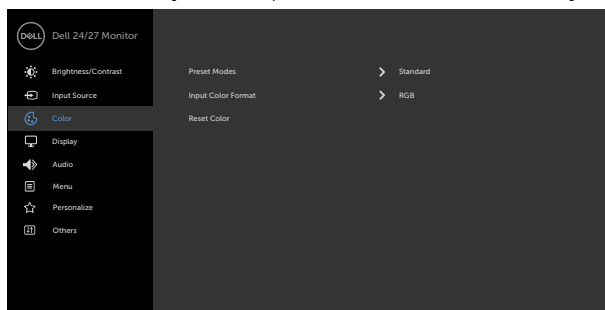 DELL
Dell 24/27 Monitor
Brightness/Contrast
Preset Modes
Standard
Input Source
Input Color Format
RGB
Color
Reset Color
Display
Audio
Menu
Personalize
Others